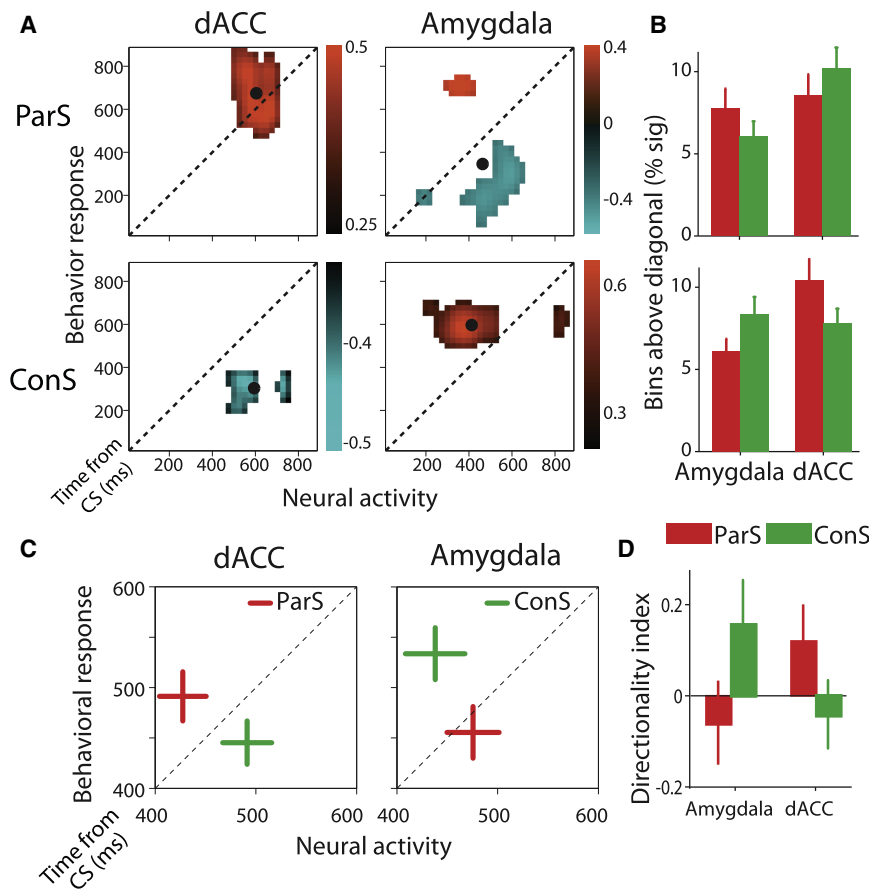 A
dACC
Amygdala
B
ParS
ConS
Behavior response
800
600
400
200
0.5
0.25
0.4
0
-0.4
800
600
400
200
-0.4
-0.5
0.6
0.3
200 400 600 800
200 400 600 800
Time from
CS (ms)
Neural activity
Bins above diagonal (% sig)
10
5
0
10
5
0
Amygdala dACC
ParS ConS
C
dACC
Amygdala
Behavioral response
600
500
400
ParS
ConS
400 500 600
400 500 600
Time from
CS (ms)
Neural activity
D
Directionality index
0.2
0
-0.2
Amygdala dACC